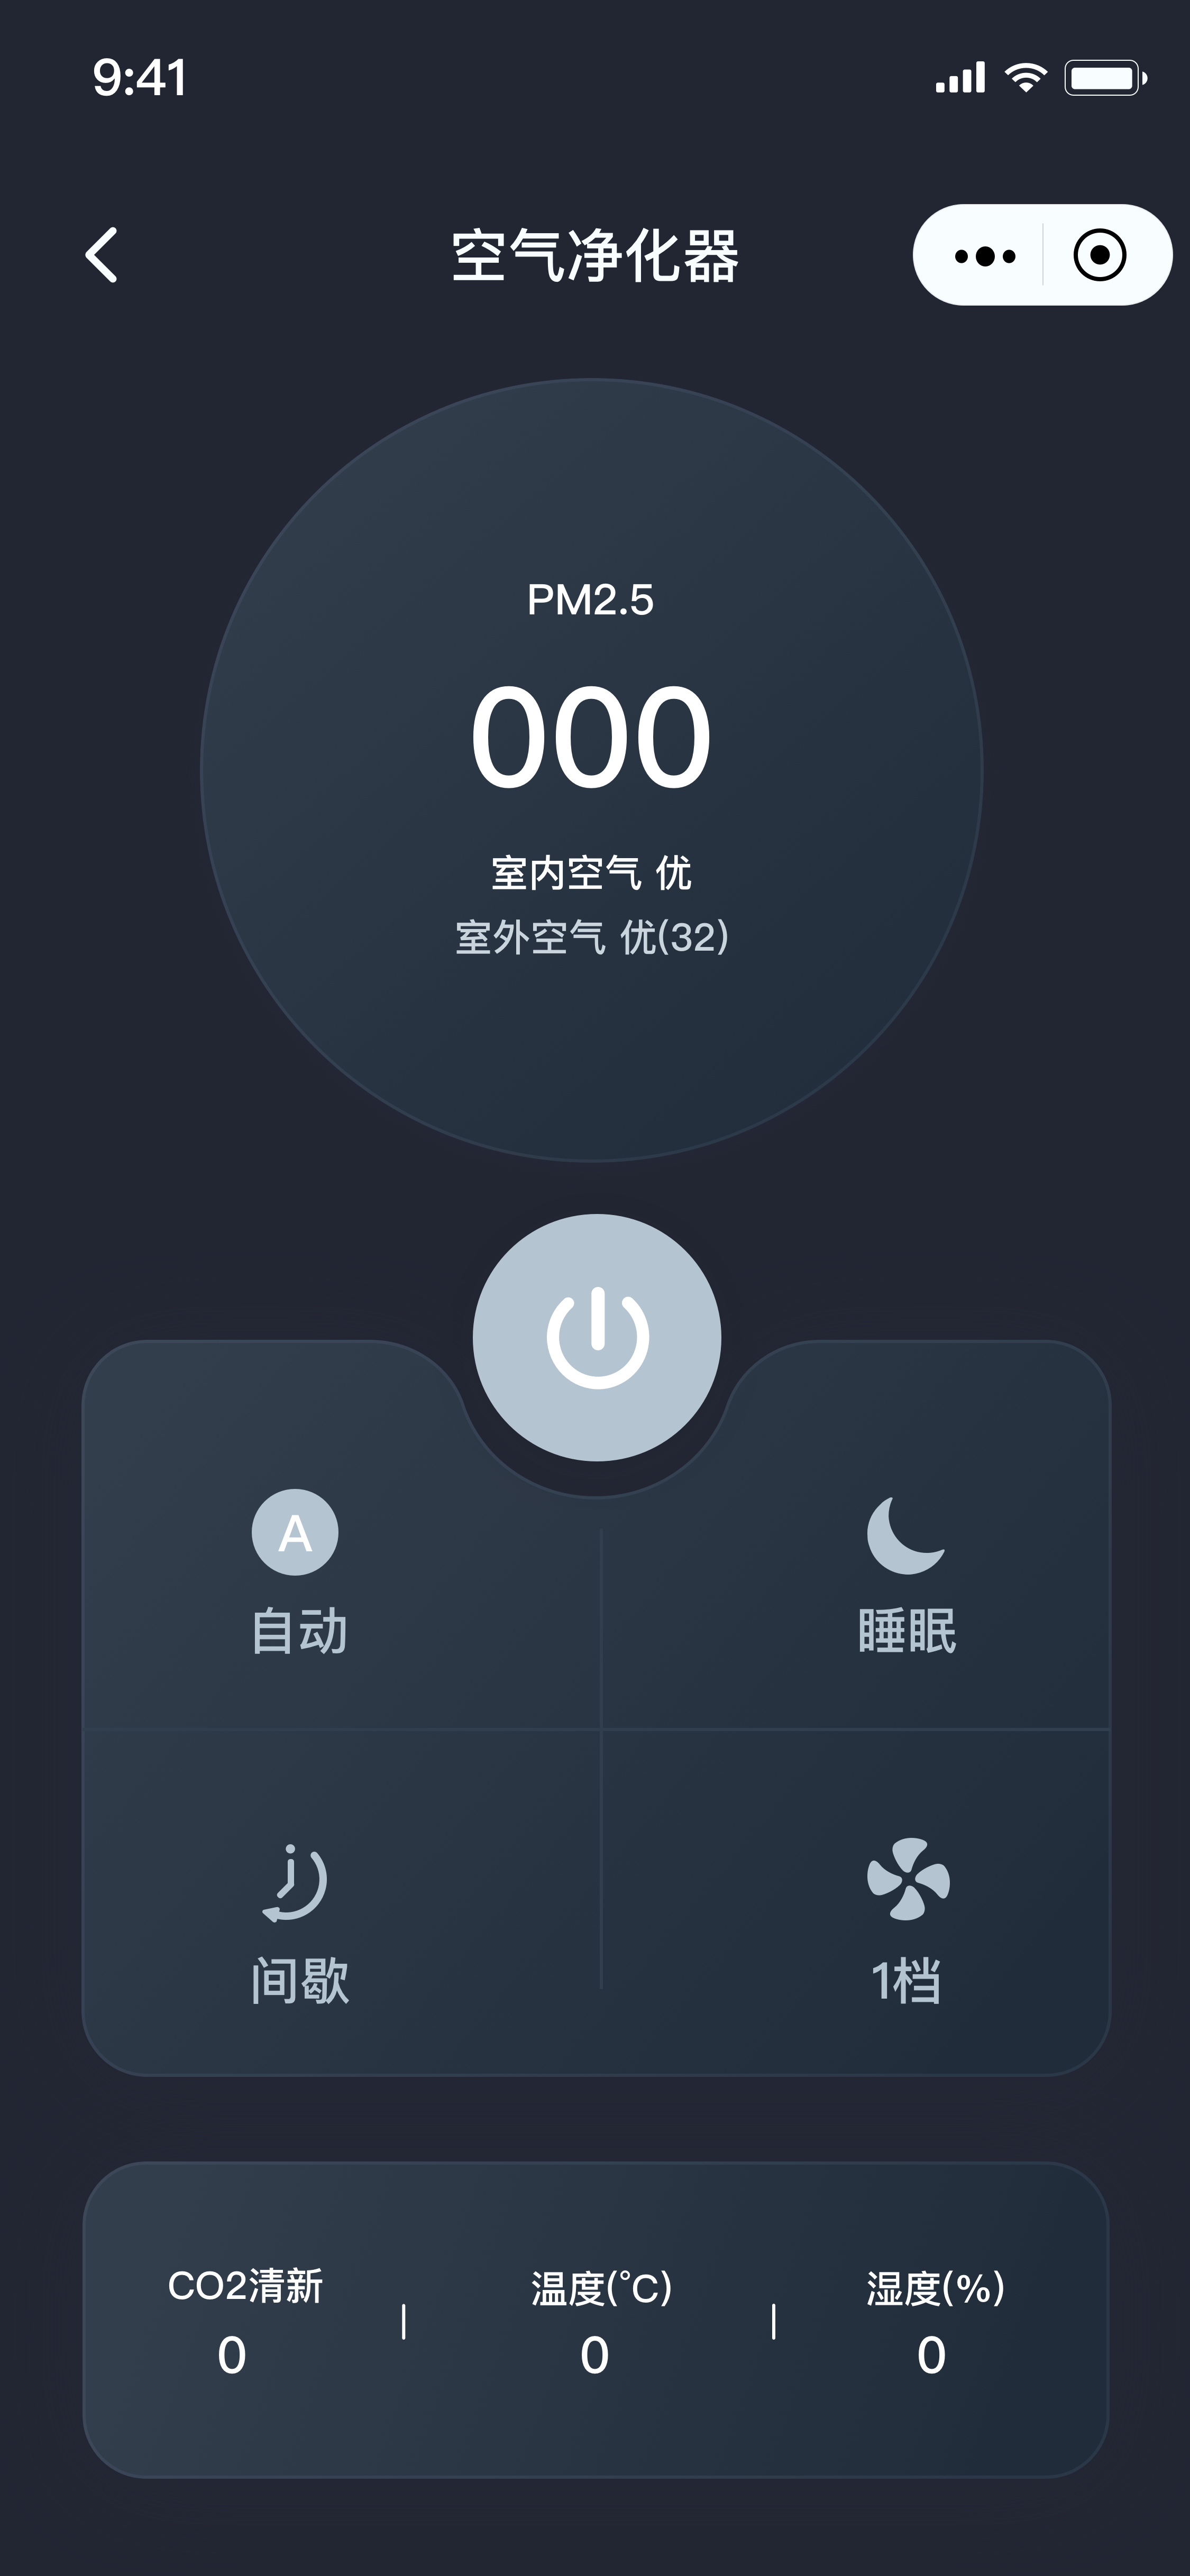 9:41
空气净化器
PM2.5
000
室内空气 优
室外空气 优(32)
A
自动
睡眠
间歇
1档
CO2清新
温度(℃)
湿度(%)
0
0
0